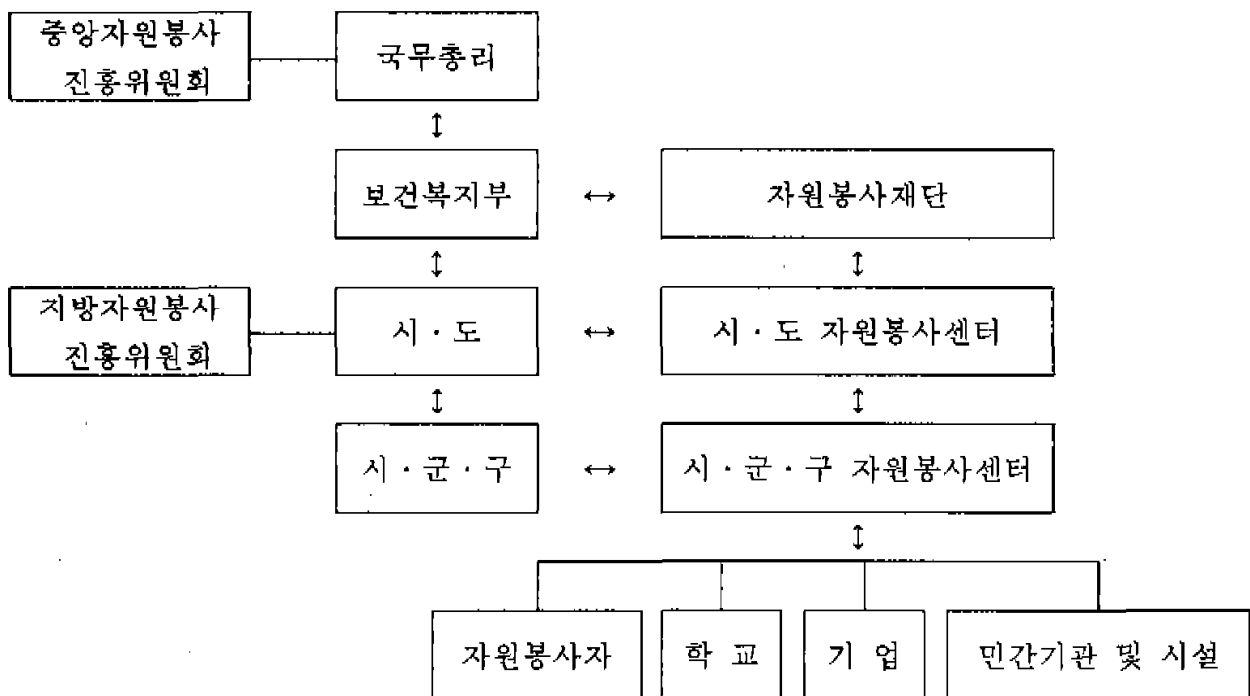 중앙자원봉사
진흥위원회
국무총리
↕
보건복지부 ↔ 자원봉사재단
↕ ↕
지방자원봉사
진흥위원회
시 · 도 ↔ 시 · 도 자원봉사센터
↕ ↕
시 · 군 · 구 ↔ 시 · 군 · 구 자원봉사센터
↕
자원봉사자 학 교 기 업 민간기관 및 시설